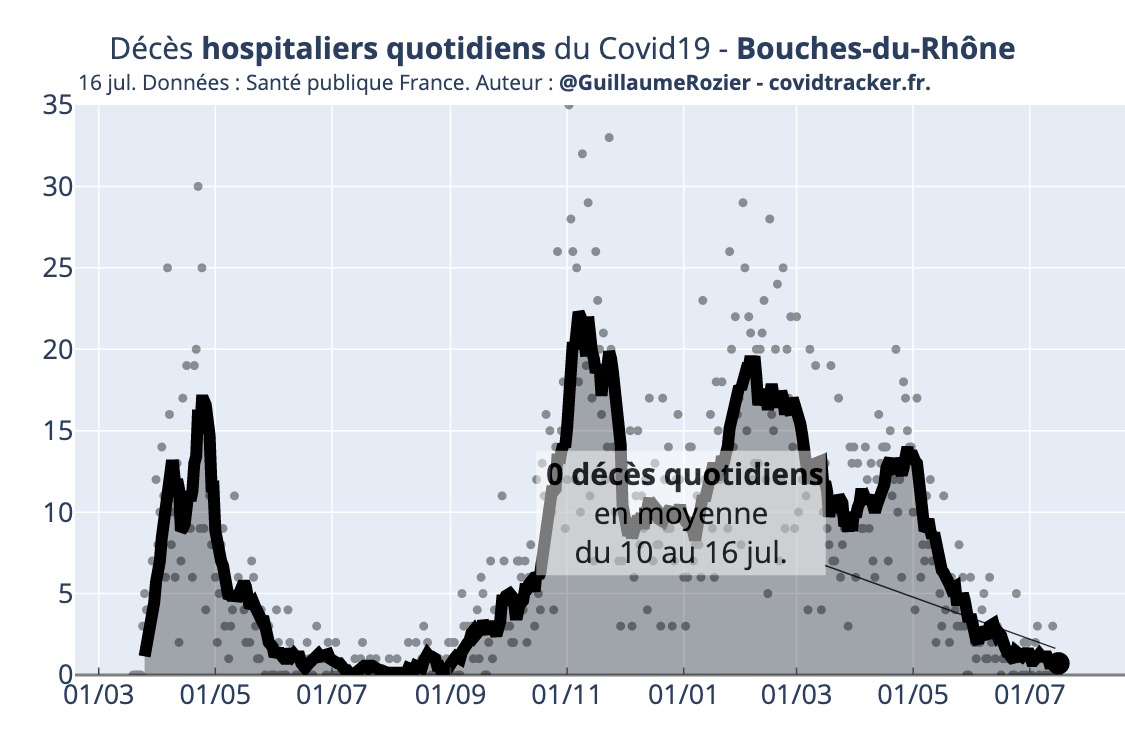 Décès hospitaliers quotidiens du Covid19 - Bouches-du-Rhône
16 jul. Données : Santé publique France. Auteur : @GuillaumeRozier - covidtracker.fr.
35
30
25
20
15
10
5
0
0 décès quotidiens
en moyenne
du 10 au 16 jul.
01/03 01/05 01/07 01/09 01/11 01/01 01/03 01/05 01/07